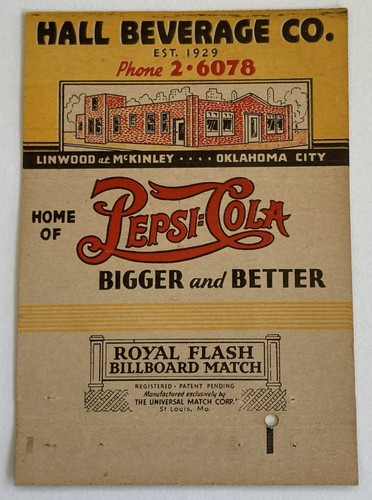 HALL BEVERAGE CO.
EST. 1929
Phone 2•6078
LINWOOD at McKINLEY •••• OKLAHOMA CITY
HOME
OF
PEPSI:COLA
BIGGER and BETTER
ROYAL FLASH
BILLBOARD MATCH
REGISTERED • PATENT PENDING
Manufactured exclusively by
THE UNIVERSAL MATCH CORP.
St Louis, Mo.